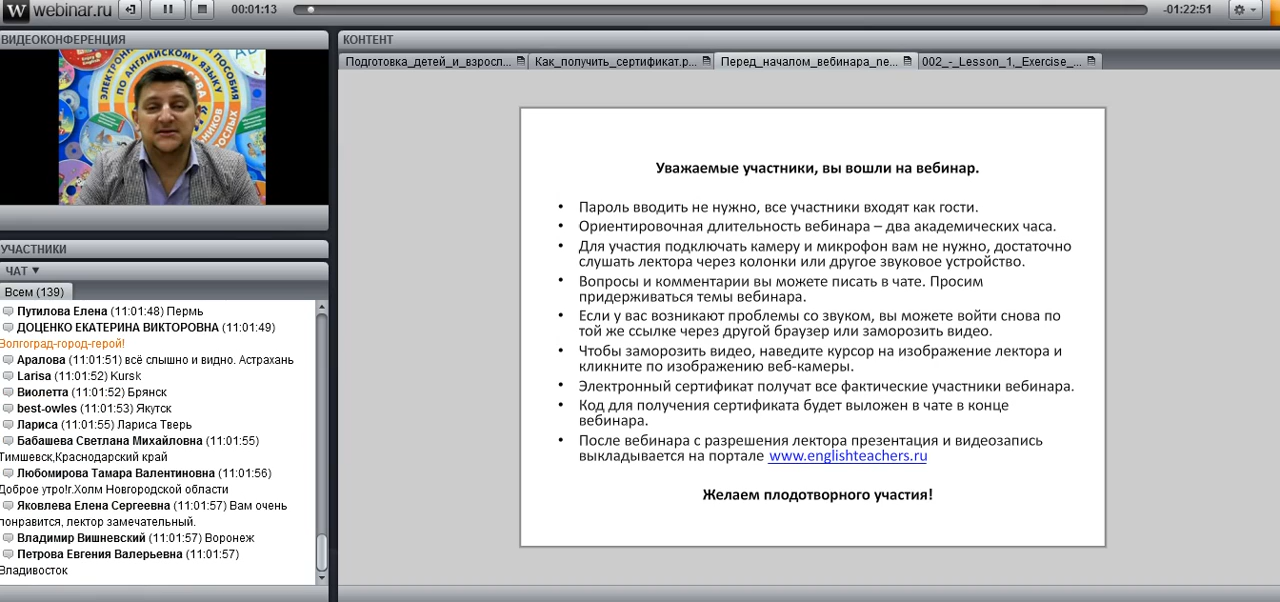 W webinar.ru
00:01:13
-01:22:51
ВИДЕОКОНФЕРЕНЦИЯ
КОНТЕНТ
Подготовка_детей_и_взросл...
Как_получить_сертификат.p...
Перед_началом_вебинара_пе...
002_-_Lesson_1,_Exercise_...
ПОСОБИЯ
ПО АНГЛИЙСКОМУ ЯЗЫКУ
УЧАСТНИКИ
ЧАТ ▼
Всем (139)
Путилова Елена (11:01:48) Пермь
ДОЦЕНКО ЕКАТЕРИНА ВИКТОРОВНА (11:01:49)
Волгоград-город-герой!
Аралова (11:01:51) всё слышно и видно. Астрахань
Larisa (11:01:52) Kursk
Виолетта (11:01:52) Брянск
best-owles (11:01:53) Якутск
Лариса (11:01:55) Лариса Тверь
Бабашева Светлана Михайловна (11:01:55)
Тимшевск,Краснодарский край
Любомирова Тамара Валентиновна (11:01:56)
Доброе утро!г.Холм Новгородской области
Яковлева Елена Сергеевна (11:01:57) Вам очень
понравится, лектор замечательный.
Владимир Вишневский (11:01:57) Воронеж
Петрова Евгения Валерьевна (11:01:57)
Владивосток
Уважаемые участники, вы вошли на вебинар.
• Пароль вводить не нужно, все участники входят как гости.
• Ориентировочная длительность вебинара – два академических часа.
• Для участия подключать камеру и микрофон вам не нужно, достаточно
слушать лектора через колонки или другое звуковое устройство.
• Вопросы и комментарии вы можете писать в чате. Просим
придерживаться темы вебинара.
• Если у вас возникают проблемы со звуком, вы можете войти снова по
той же ссылке через другой браузер или заморозить видео.
• Чтобы заморозить видео, наведите курсор на изображение лектора и
кликните по изображению веб-камеры.
• Электронный сертификат получат все фактические участники вебинара.
• Код для получения сертификата будет выложен в чате в конце
вебинара.
• После вебинара с разрешения лектора презентация и видеозапись
выкладывается на портале www.englishteachers.ru
Желаем плодотворного участия!